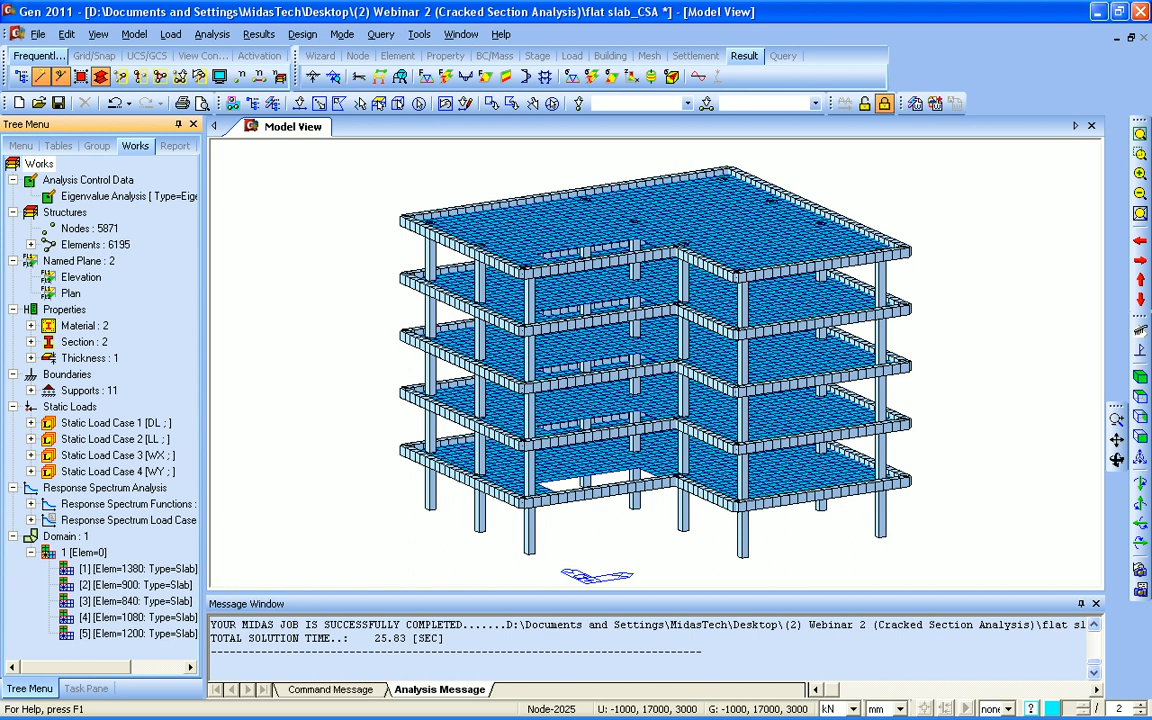 Gen 2011 - [D:\Documents and Settings\MidasTech\Desktop\(2) Webinar 2 (Cracked Section Analysis)\flat slab_CSA *] - [Model View]
File Edit View Model Load Analysis Results Design Mode Query Tools Window Help
Frequentl... Grid/Snap UCS/GCS View Con... Activation Wizard Node Element Property BC/Mass Stage Load Building Mesh Settlement Result Query
Tree Menu
Model View
Menu Tables Group Works Report
Works
Analysis Control Data
Eigenvalue Analysis [ Type=Eige
Structures
Nodes : 5871
Elements : 6195
Named Plane : 2
Elevation
Plan
Properties
Material : 2
Section : 2
Thickness : 1
Boundaries
Supports : 11
Static Loads
Static Load Case 1 [DL ; ]
Static Load Case 2 [LL ; ]
Static Load Case 3 [WX ; ]
Static Load Case 4 [WY ; ]
Response Spectrum Analysis
Response Spectrum Functions :
Response Spectrum Load Case
Domain : 1
1 [Elem=0]
[1] [Elem=1380: Type=Slab]
[2] [Elem=900: Type=Slab]
[3] [Elem=840: Type=Slab]
[4] [Elem=1080: Type=Slab]
[5] [Elem=1200: Type=Slab]
Message Window
YOUR MIDAS JOB IS SUCCESSFULLY COMPLETED.......D:\Documents and Settings\MidasTech\Desktop\(2) Webinar 2 (Cracked Section Analysis)\flat sl
TOTAL SOLUTION TIME..: 25.83 [SEC]
Command Message Analysis Message
Tree Menu Task Pane
For Help, press F1 Node-2025 U: -1000, 17000, 3000 G: -1000, 17000, 3000 kN mm none ? / 2